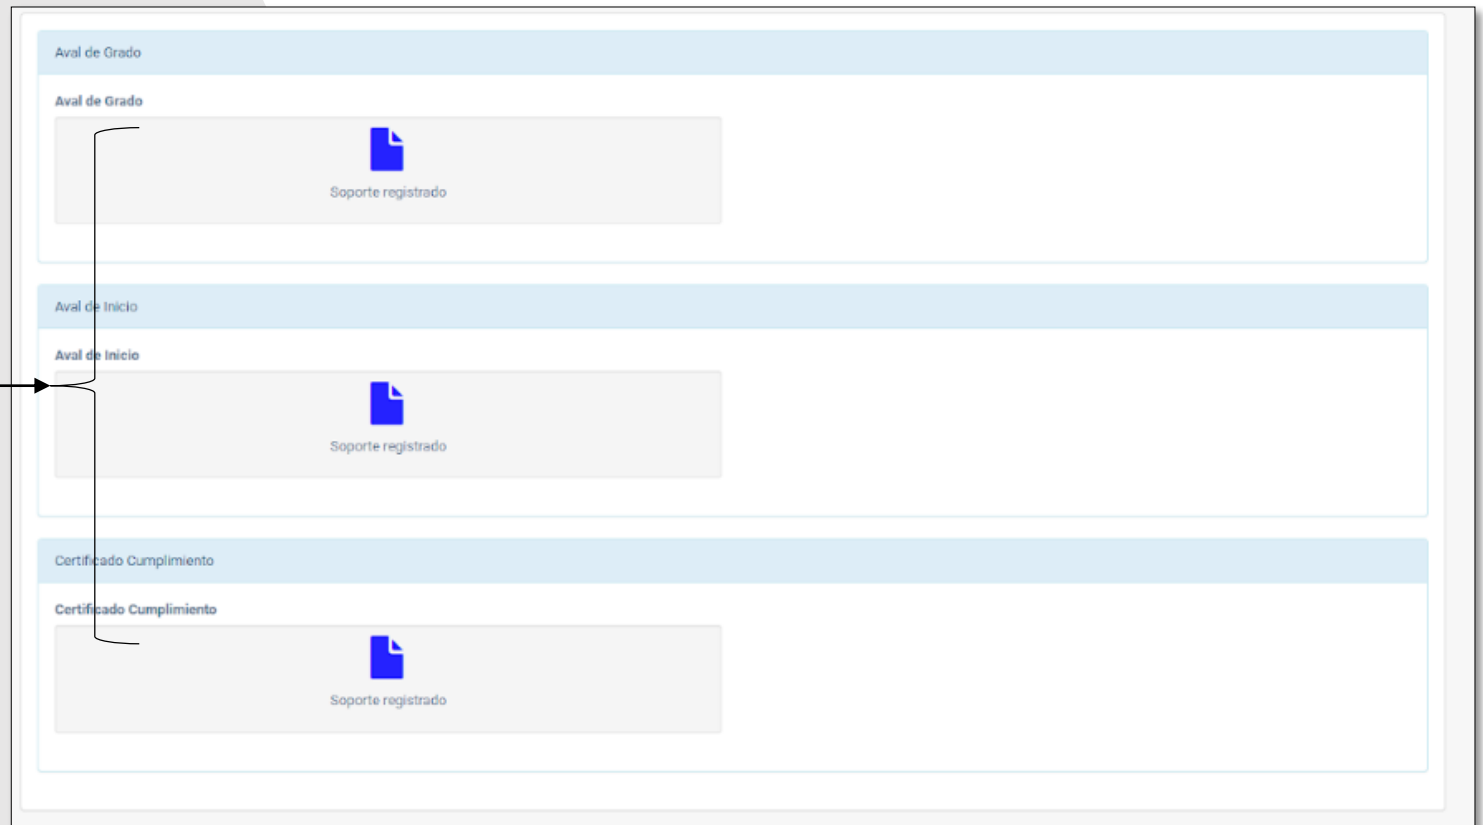 Aval de Grado
Aval de Grado
Soporte registrado
Aval de Inicio
Aval de Inicio
Soporte registrado
Certificado Cumplimiento
Certificado Cumplimiento
Soporte registrado